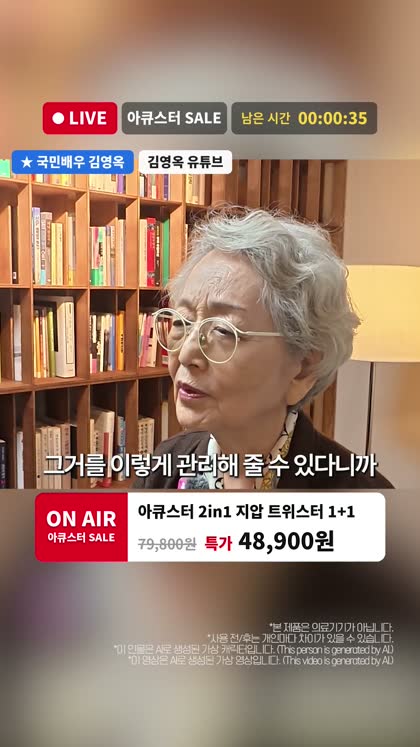 LIVE
아큐스터 SALE
남은 시간 00:00:35
★ 국민배우 김영옥
김영옥 유튜브
그거를 이렇게 관리해 줄 수 있다니까
ON AIR
아큐스터 SALE
아큐스터 2in1 지압 트위스터 1+1
79,800원 특가 48,900원
*본 제품은 의료기기가 아닙니다.
*사용 전/후는 개인마다 차이가 있을 수 있습니다.
*이 인물은 AI로 생성된 가상 캐릭터입니다. (This person is generated by AI.)
*이 영상은 AI로 생성된 가상 영상입니다. (This video is generated by AI.)